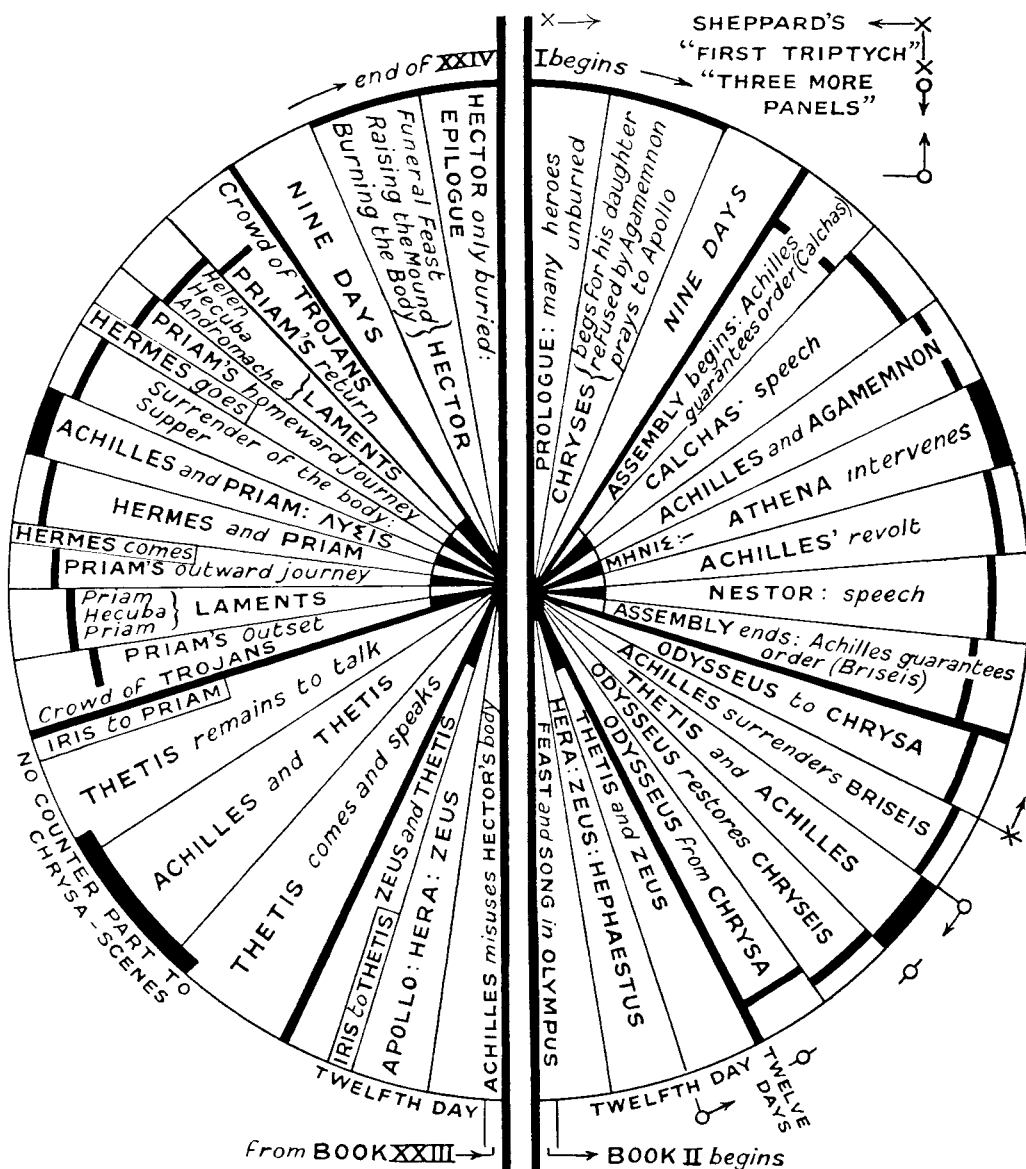 SHEPPARD'S
"FIRST TRIPTYCH"
"THREE MORE
PANELS"
end of XXIV
I begins
HECTOR only buried:
EPILOGUE
Funeral Feast
Raising the Mound
Burning the Body
} HECTOR
NINE DAYS
Crowd of TROJANS
PRIAM'S return
Helen
Hecuba
Andromache
} LAMENTS
PRIAM'S homeward journey
HERMES goes
Surrender of the body:
Supper
ACHILLES and PRIAM: ΛΥΣΙΣ
HERMES and PRIAM
HERMES comes
PRIAM'S outward journey
Priam
Hecuba
Priam
} LAMENTS
PRIAM'S Outset
Crowd of TROJANS
IRIS to PRIAM
THETIS remains to talk
ACHILLES and THETIS
THETIS comes and speaks
NO COUNTER PART TO
CHRYSA-SCENES
IRIS to THETIS
ZEUS and THETIS
APOLLO: HERA: ZEUS
ACHILLES misuses HECTOR'S body
TWELFTH DAY
from BOOK XXIII
PROLOGUE: many heroes
unburied
CHRYSES {
begs for his daughter
refused by Agamemnon
prays to Apollo
NINE DAYS
ASSEMBLY begins: Achilles
guarantees order (Calchas)
CALCHAS' speech
ACHILLES and AGAMEMNON
ΜΗΝΙΣ:-
ATHENA intervenes
ACHILLES' revolt
NESTOR: speech
ASSEMBLY ends: Achilles guarantees
order (Briseis)
ODYSSEUS to CHRYSA
ACHILLES surrenders BRISEIS
THETIS and ACHILLES
ODYSSEUS restores CHRYSEIS
ODYSSEUS from CHRYSA
THETIS and ZEUS
HERA: ZEUS: HEPHAESTUS
FEAST and SONG in OLYMPUS
TWELFTH DAY
TWELVE
DAYS
BOOK II begins